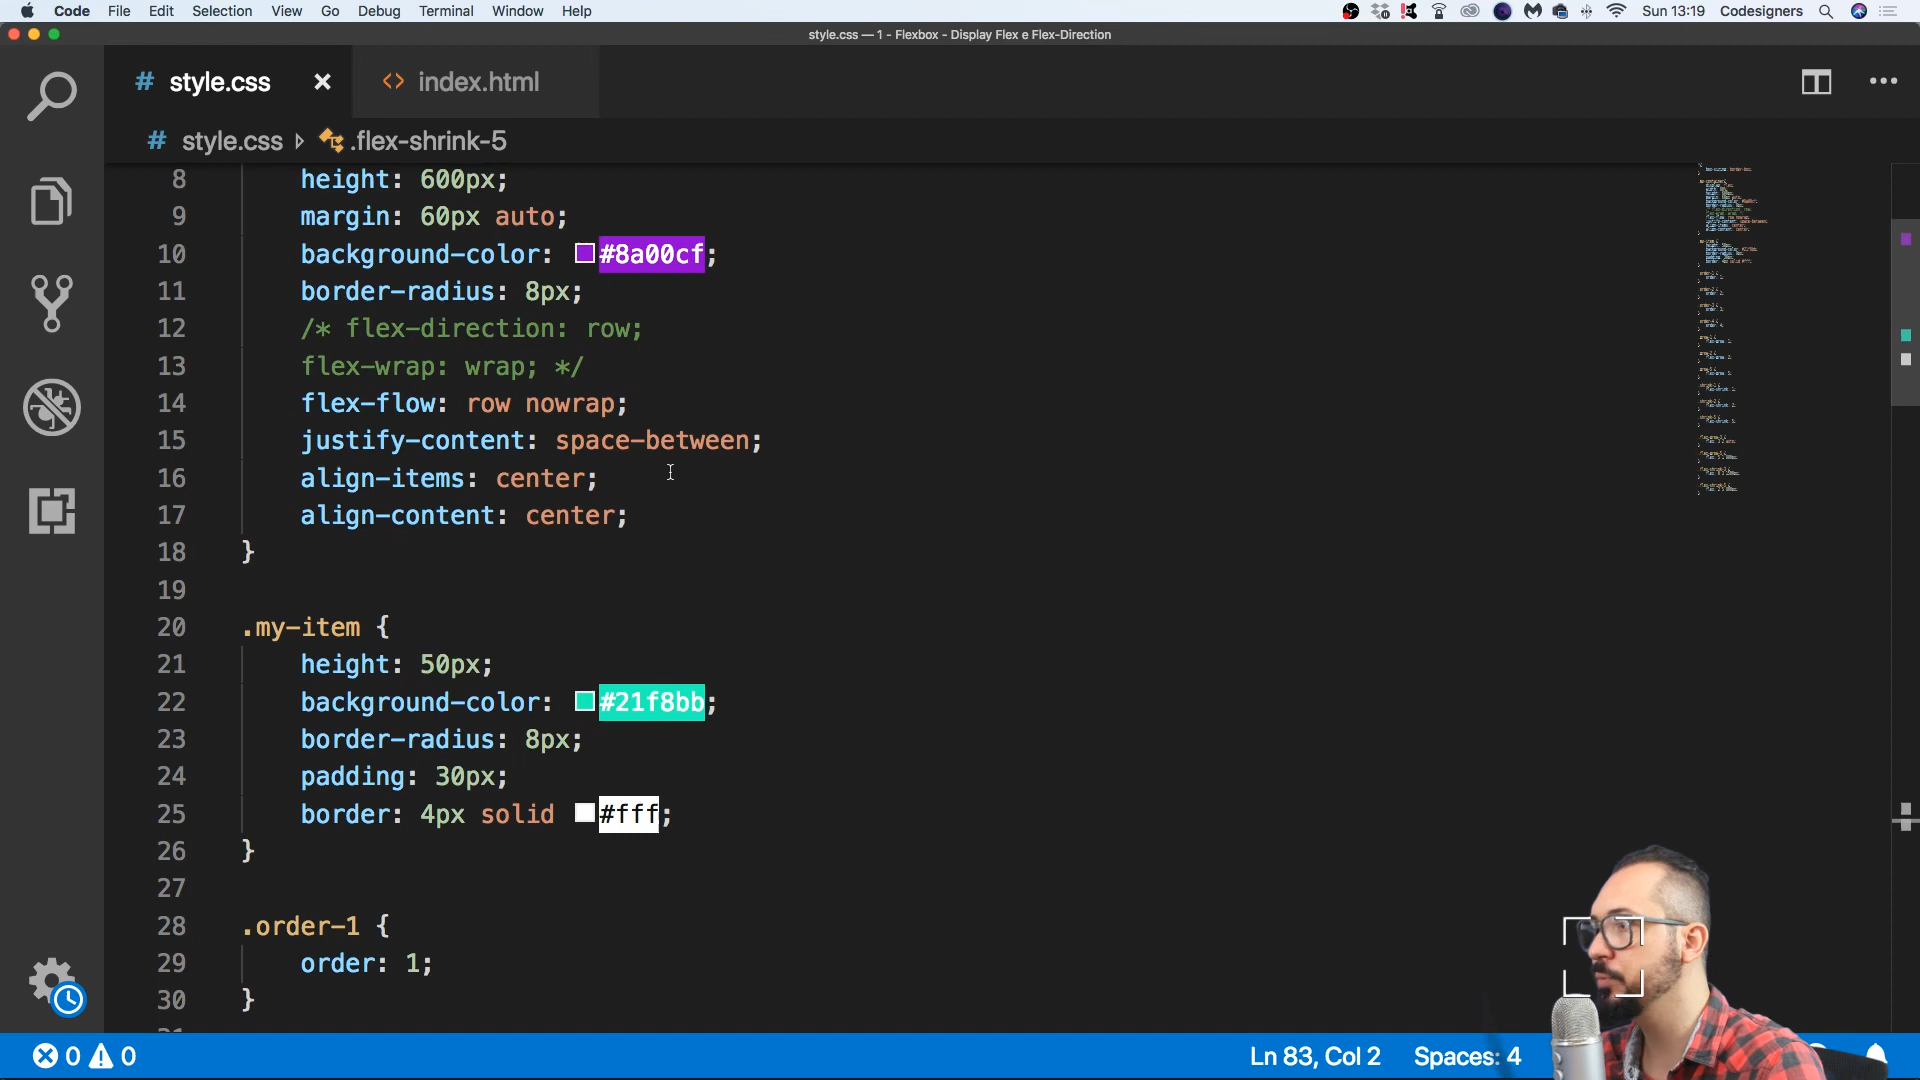 Code File Edit Selection View Go Debug Terminal Window Help Sun 13:19 Codesigners
style.css — 1 - Flexbox - Display Flex e Flex-Direction
# style.css × <> index.html
# style.css .flex-shrink-5
8 height: 600px;
9 margin: 60px auto;
10 background-color: #8a00cf;
11 border-radius: 8px;
12 /* flex-direction: row;
13 flex-wrap: wrap; */
14 flex-flow: row nowrap;
15 justify-content: space-between;
16 align-items: center;
17 align-content: center;
18 }
19
20 .my-item {
21 height: 50px;
22 background-color: #21f8bb;
23 border-radius: 8px;
24 padding: 30px;
25 border: 4px solid #fff;
26 }
27
28 .order-1 {
29 order: 1;
30 }
0 0 Ln 83, Col 2 Spaces: 4